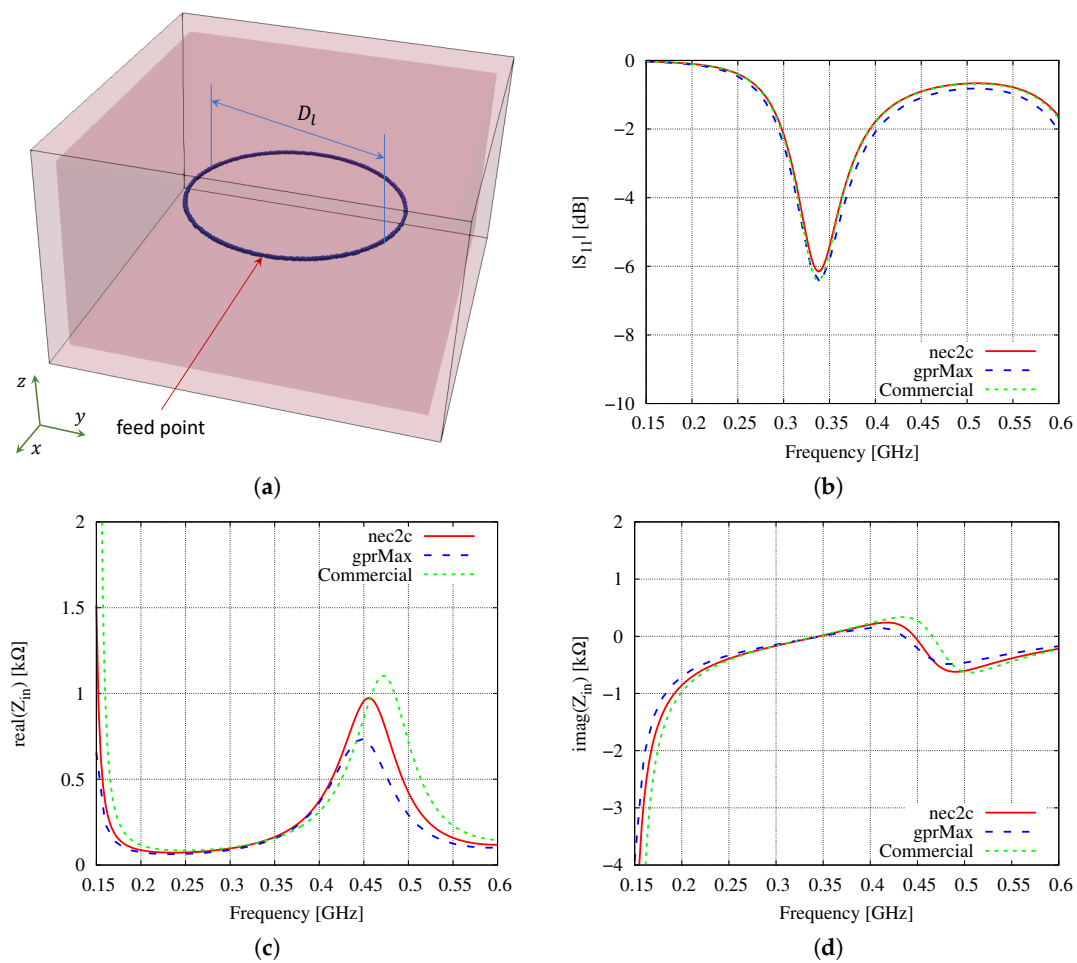 D_l
z
y
x
feed point
(a)
0
−2
−4
−6
−8
−10
|S_11| [dB]
nec2c
gprMax
Commercial
0.15 0.2 0.25 0.3 0.35 0.4 0.45 0.5 0.55 0.6
Frequency [GHz]
(b)
2
1.5
1
0.5
0
real(Z_in) [kΩ]
nec2c
gprMax
Commercial
0.15 0.2 0.25 0.3 0.35 0.4 0.45 0.5 0.55 0.6
Frequency [GHz]
(c)
2
1
0
−1
−2
−3
−4
imag(Z_in) [kΩ]
nec2c
gprMax
Commercial
0.15 0.2 0.25 0.3 0.35 0.4 0.45 0.5 0.55 0.6
Frequency [GHz]
(d)